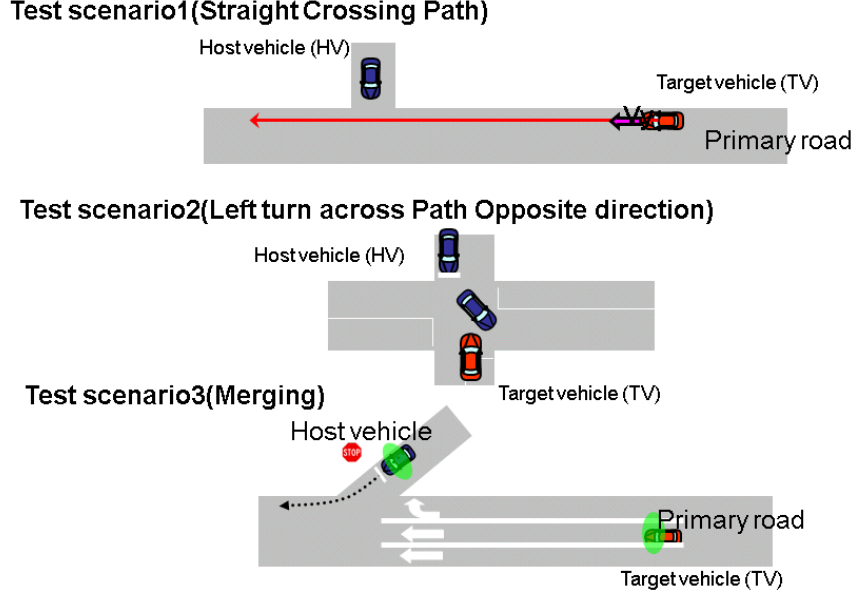 Test scenario1(Straight Crossing Path)
Host vehicle (HV)
Target vehicle (TV)
Primary road
Test scenario2(Left turn across Path Opposite direction)
Host vehicle (HV)
Target vehicle (TV)
Test scenario3(Merging)
Host vehicle
STOP
Primary road
Target vehicle (TV)